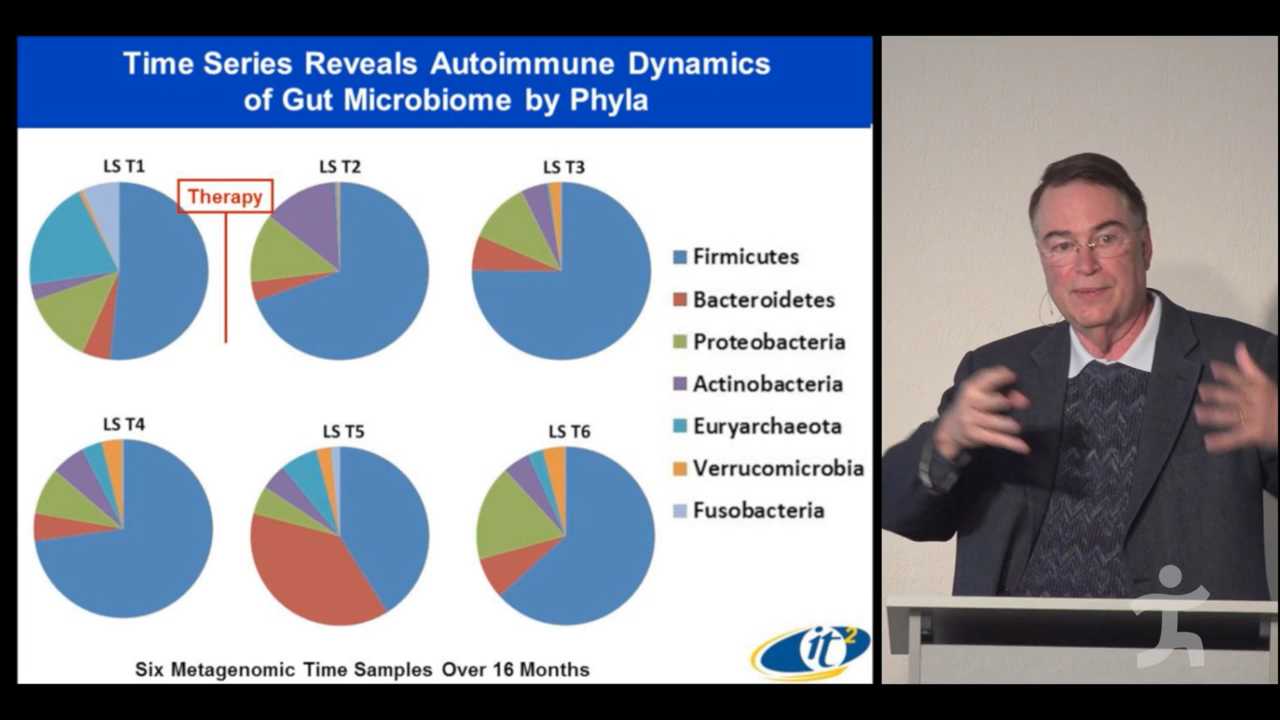 Time Series Reveals Autoimmune Dynamics
of Gut Microbiome by Phyla
LS T1
Therapy
LS T2
LS T3
Firmicutes
Bacteroidetes
Proteobacteria
Actinobacteria
Euryarchaeota
Verrucomicrobia
Fusobacteria
LS T4
LS T5
LS T6
Six Metagenomic Time Samples Over 16 Months
it2